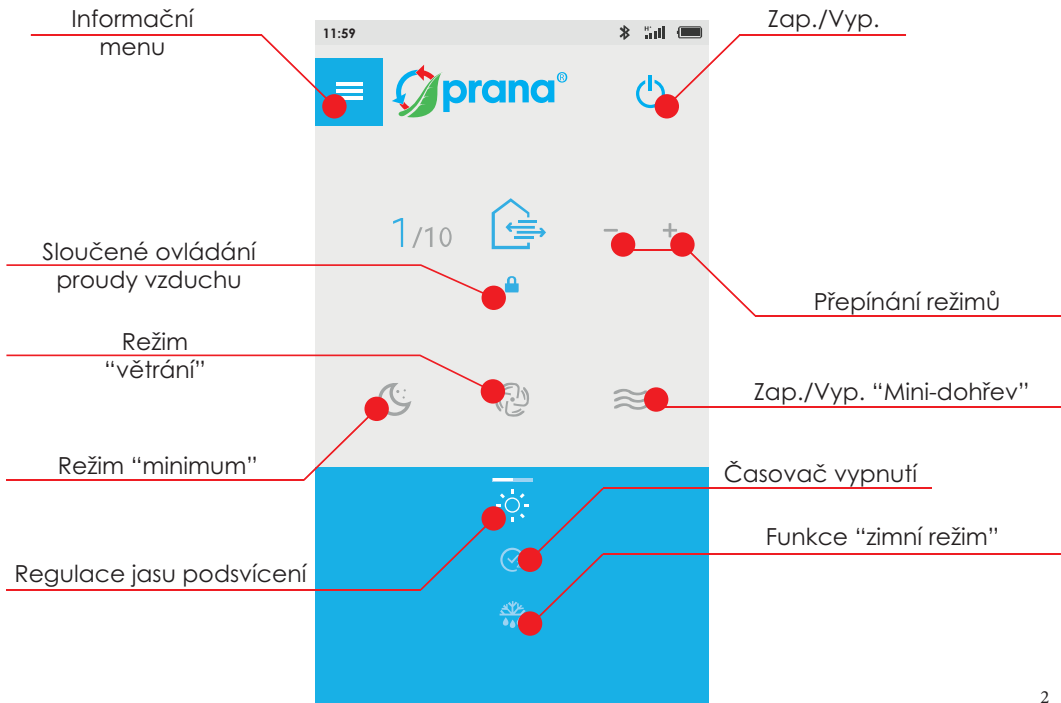 Informační
menu
Zap./Vyp.
11:59
prana®
1/10
- +
Sloučené ovládání
proudy vzduchu
Přepínání režimů
Režim
“větrání”
Zap./Vyp. “Mini-dohřev”
Režim “minimum”
Časovač vypnutí
Funkce “zimní režim”
Regulace jasu podsvícení
2